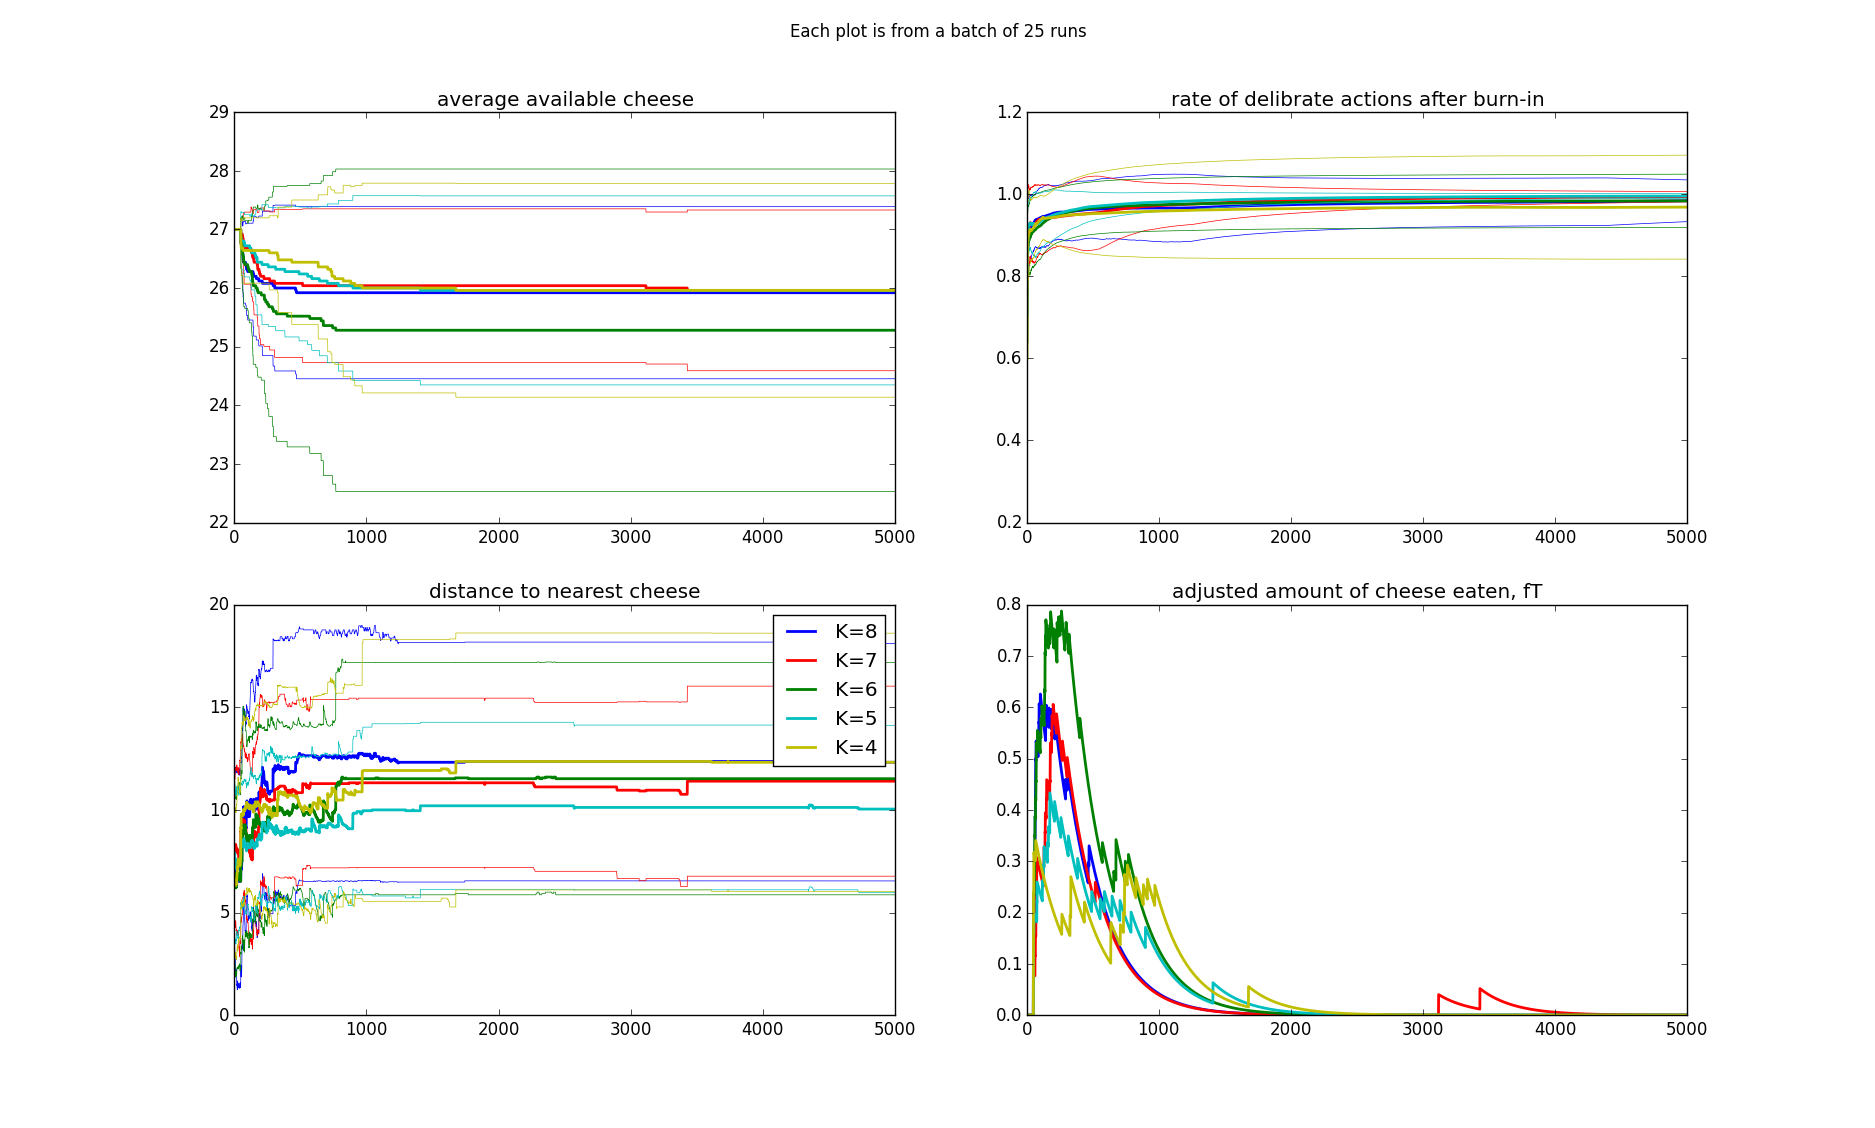 Each plot is from a batch of 25 runs
average available cheese
29
28
27
26
25
24
23
22
0 1000 2000 3000 4000 5000
rate of delibrate actions after burn-in
1.2
1.0
0.8
0.6
0.4
0.2
0 1000 2000 3000 4000 5000
distance to nearest cheese
20
15
10
5
0
0 1000 2000 3000 4000 5000
K=8
K=7
K=6
K=5
K=4
adjusted amount of cheese eaten, fT
0.8
0.7
0.6
0.5
0.4
0.3
0.2
0.1
0.0
0 1000 2000 3000 4000 5000